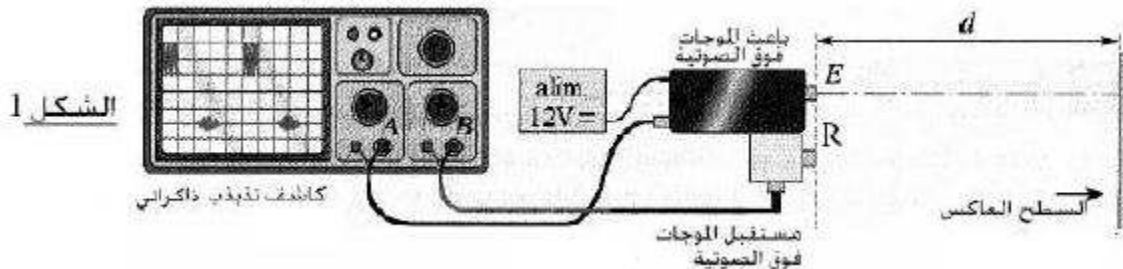 الشكل 1
كاشف تذبذب ذاكراتي
A
B
alim
12V =
باعث الموجات
فوق الصوتية
E
R
d
السطح العاكس
مستقبل الموجات
فوق الصوتية